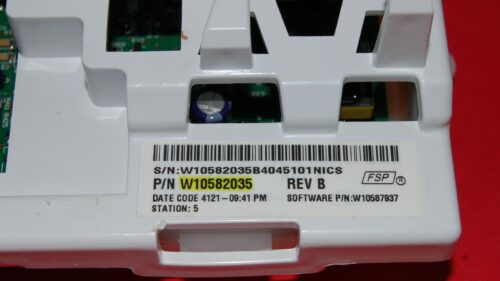 S/N:W10582035B4045101NICS
P/N W10582035 REV B FSP ®
DATE CODE 4121-09:41 PM SOFTWARE P/N:W10587937
STATION: 5